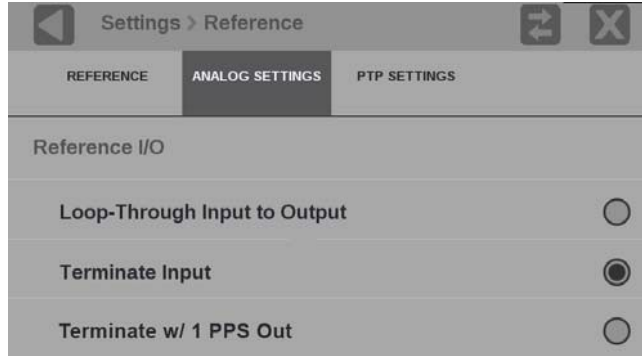 Settings > Reference
REFERENCE ANALOG SETTINGS PTP SETTINGS
Reference I/O
Loop-Through Input to Output
Terminate Input
Terminate w/ 1 PPS Out